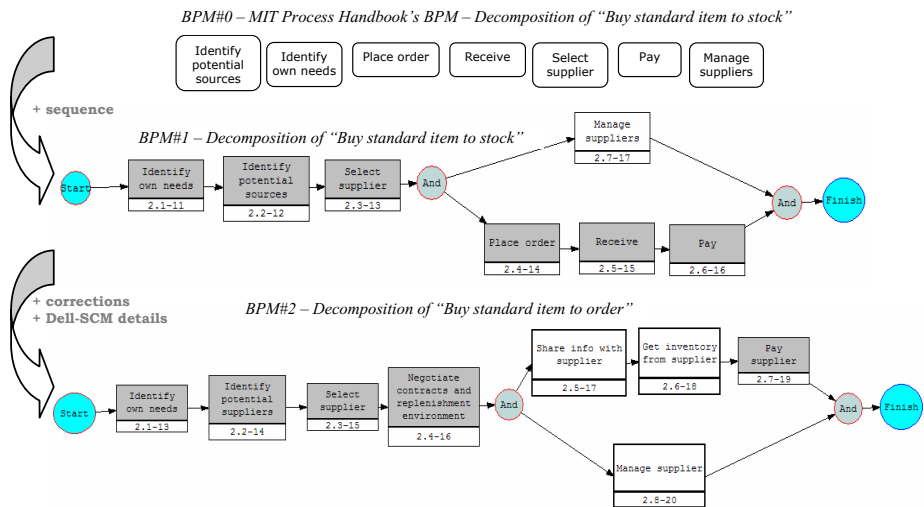 BPM#0 – MIT Process Handbook's BPM – Decomposition of "Buy standard item to stock"
Identify
potential
sources
Identify
own needs
Place order
Receive
Select
supplier
Pay
Manage
suppliers
+ sequence
BPM#1 – Decomposition of "Buy standard item to stock"
Start
Identify
own needs
2.1-11
Identify
potential
sources
2.2-12
Select
supplier
2.3-13
And
Manage
suppliers
2.7-17
Place order
2.4-14
Receive
2.5-15
Pay
2.6-16
And
Finish
+ corrections
+ Dell-SCM details
BPM#2 – Decomposition of "Buy standard item to order"
Start
Identify
own needs
2.1-13
Identify
potential
suppliers
2.2-14
Select
supplier
2.3-15
Negotiate
contracts and
replenishment
environment
2.4-16
And
Share info with
supplier
2.5-17
Get inventory
from supplier
2.6-18
Pay
supplier
2.7-19
Manage supplier
2.8-20
And
Finish